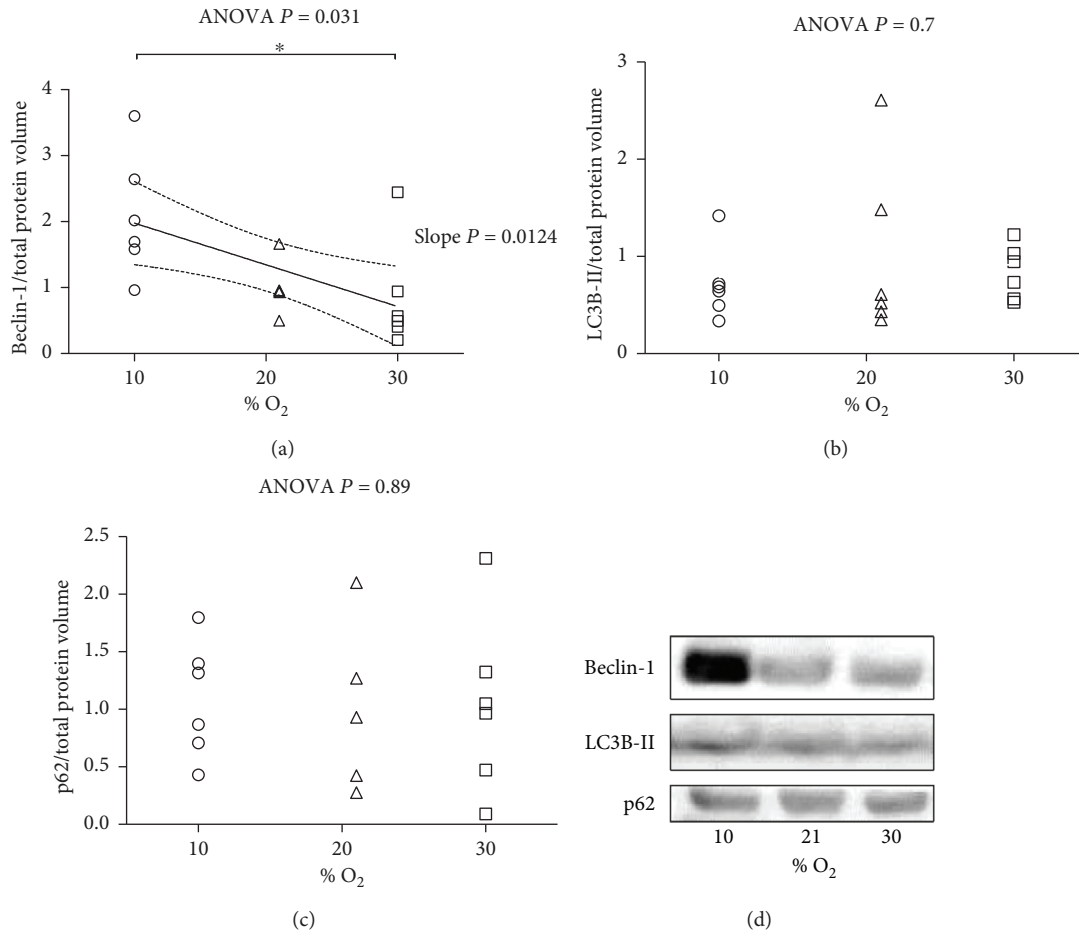 ANOVA P = 0.031
*
4
3
2
1
0
Beclin-1/total protein volume
Slope P = 0.0124
10 20 30
% O2
(a)
ANOVA P = 0.7
3
2
1
0
LC3B-II/total protein volume
10 20 30
% O2
(b)
ANOVA P = 0.89
2.5
2.0
1.5
1.0
0.5
0.0
p62/total protein volume
10 20 30
% O2
(c)
Beclin-1
LC3B-II
p62
10 21 30
% O2
(d)